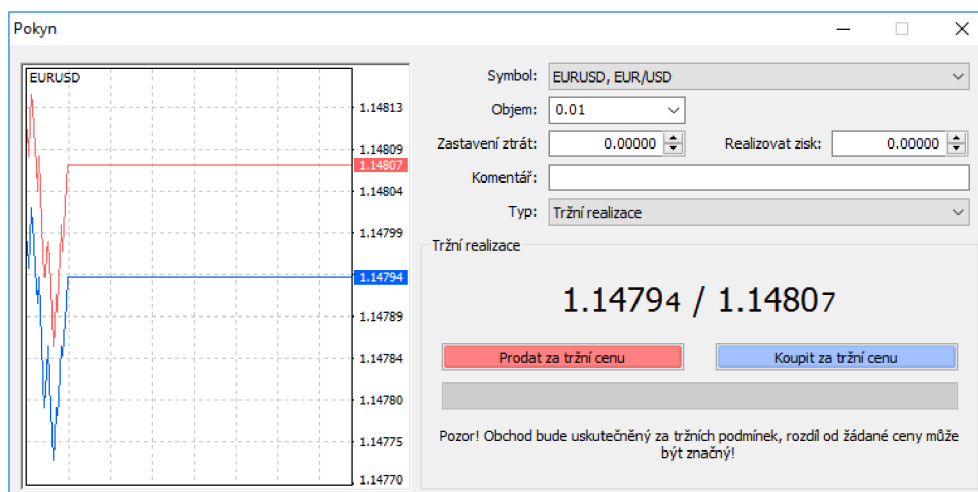 Pokyn
EURUSD
1.14813
1.14809
1.14807
1.14804
1.14799
1.14794
1.14789
1.14784
1.14780
1.14775
1.14770
Symbol: EURUSD, EUR/USD
Objem: 0.01
Zastavení ztrát: 0.00000 Realizovat zisk: 0.00000
Komentář:
Typ: Tržní realizace
Tržní realizace
1.14794 / 1.14807
Prodat za tržní cenu Koupit za tržní cenu
Pozor! Obchod bude uskutečněný za tržních podmínek, rozdíl od žádané ceny může
být značný!